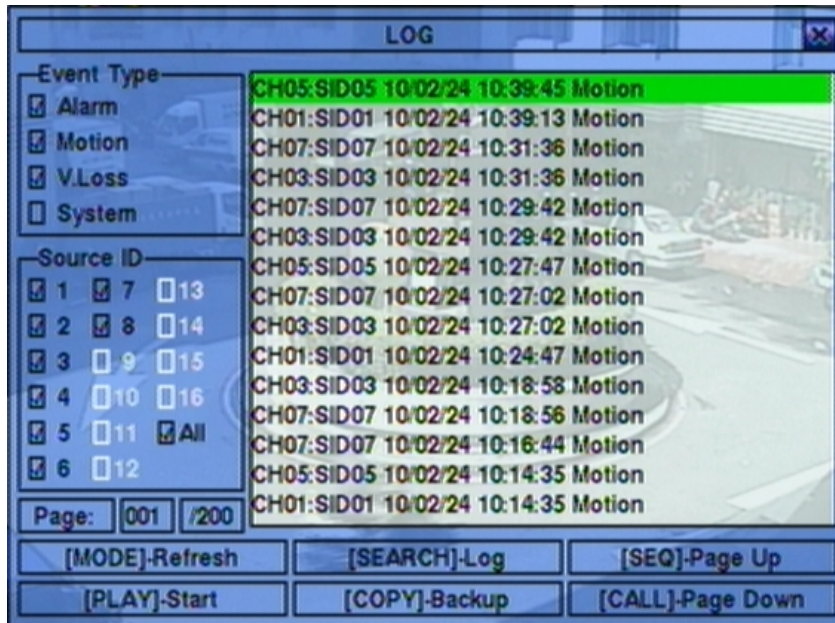 LOG
Event Type
Alarm
Motion
V.Loss
System
Source ID
1 7 13
2 8 14
3 9 15
4 10 16
5 11 All
6 12
Page: 001 /200
CH05:SID05 10/02/24 10:39:45 Motion
CH01:SID01 10/02/24 10:39:13 Motion
CH07:SID07 10/02/24 10:31:36 Motion
CH03:SID03 10/02/24 10:31:36 Motion
CH07:SID07 10/02/24 10:29:42 Motion
CH03:SID03 10/02/24 10:29:42 Motion
CH05:SID05 10/02/24 10:27:47 Motion
CH07:SID07 10/02/24 10:27:02 Motion
CH03:SID03 10/02/24 10:27:02 Motion
CH01:SID01 10/02/24 10:24:47 Motion
CH03:SID03 10/02/24 10:18:58 Motion
CH07:SID07 10/02/24 10:18:56 Motion
CH07:SID07 10/02/24 10:16:44 Motion
CH05:SID05 10/02/24 10:14:35 Motion
CH01:SID01 10/02/24 10:14:35 Motion
[MODE]-Refresh [SEARCH]-Log [SEQ]-Page Up
[PLAY]-Start [COPY]-Backup [CALL]-Page Down